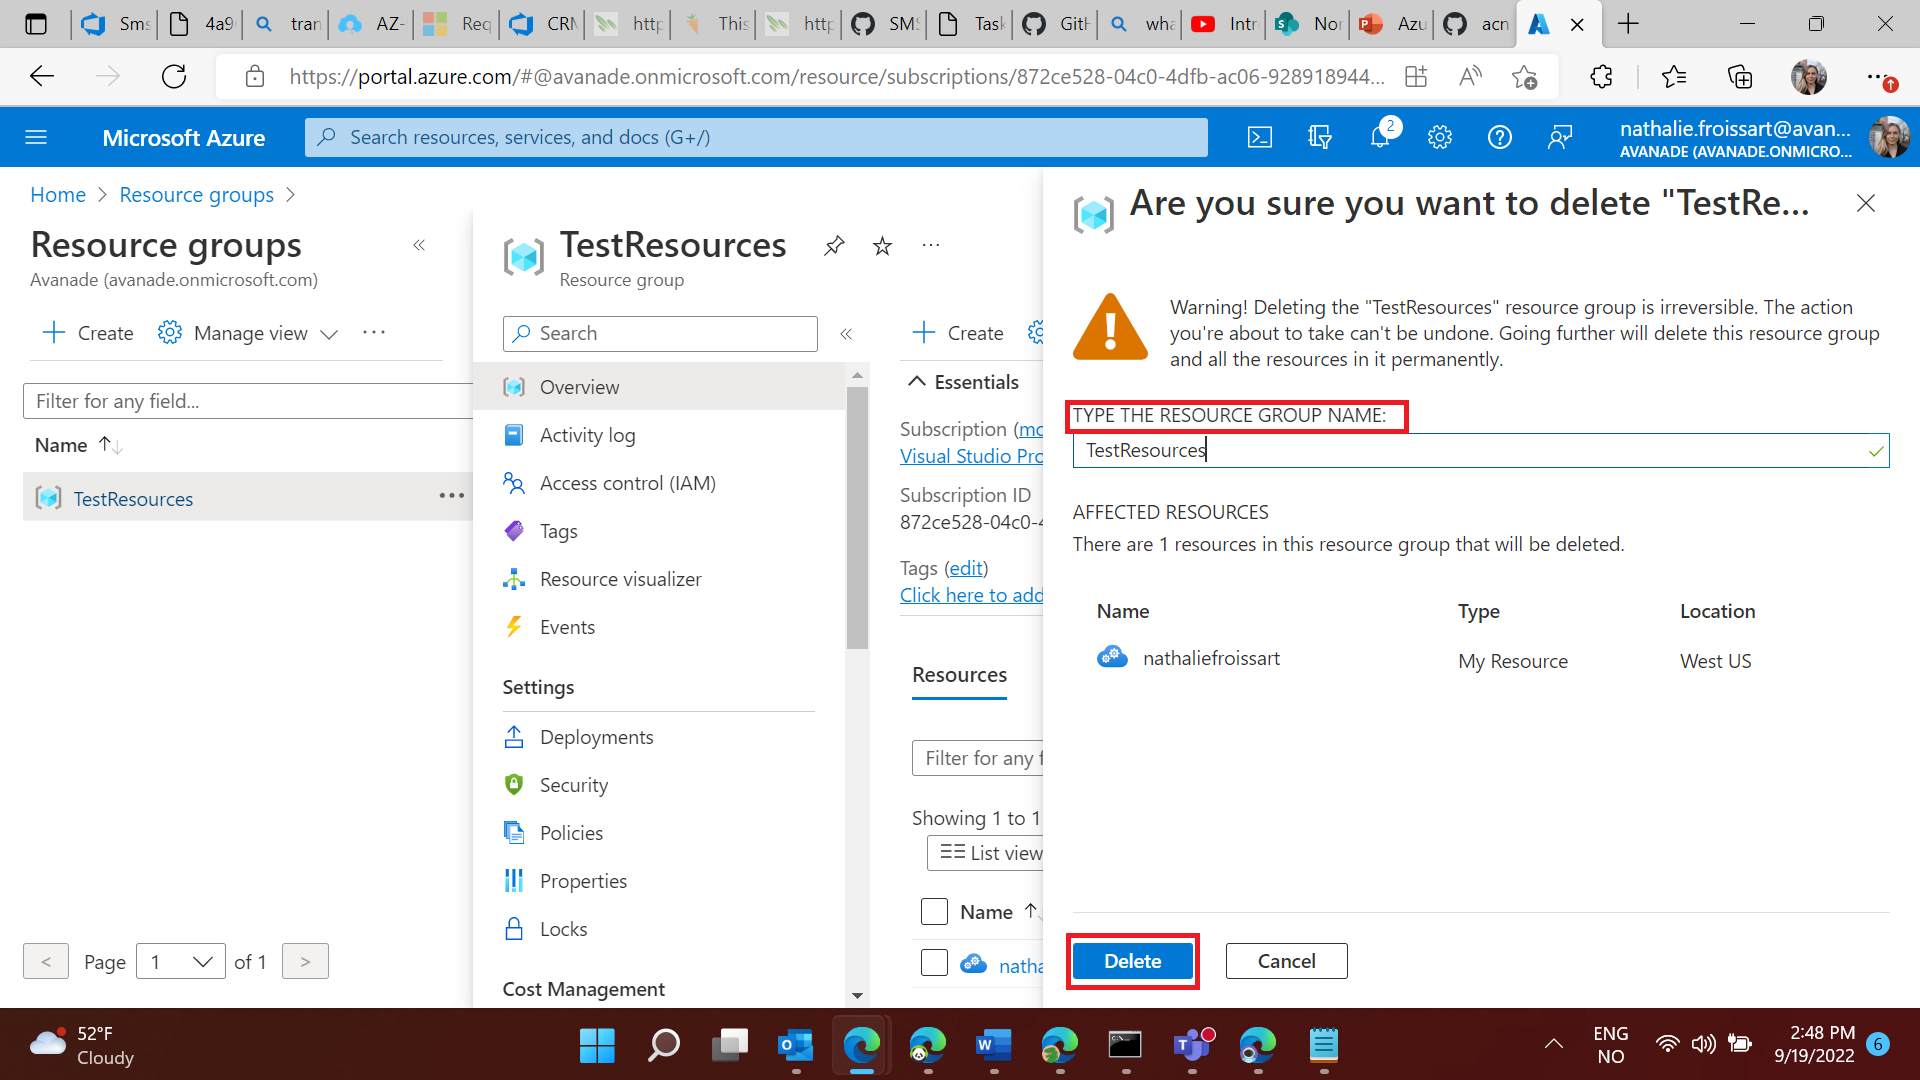 Sms
4a9
tran
AZ-
Req
CRM
http
This
http
SMS
Task
GitH
wha
Intr
Nor
Azu
acn
https://portal.azure.com/#@avanade.onmicrosoft.com/resource/subscriptions/872ce528-04c0-4dfb-ac06-928918944...
Microsoft Azure
Search resources, services, and docs (G+/)
2
nathalie.froissart@avan...
AVANADE (AVANADE.ONMICRO...
Home > Resource groups >
Resource groups
Avanade (avanade.onmicrosoft.com)
Create
Manage view
Filter for any field...
Name
TestResources
Page 1 of 1
TestResources
Resource group
Search
Overview
Activity log
Access control (IAM)
Tags
Resource visualizer
Events
Settings
Deployments
Security
Policies
Properties
Locks
Cost Management
Create
Essentials
Subscription (mo
Visual Studio Pro
Subscription ID
872ce528-04c0-4
Tags (edit)
Click here to add
Resources
Filter for any f
Showing 1 to 1
List view
Name
natha
Are you sure you want to delete "TestRe...
Warning! Deleting the "TestResources" resource group is irreversible. The action
you're about to take can't be undone. Going further will delete this resource group
and all the resources in it permanently.
TYPE THE RESOURCE GROUP NAME:
TestResources
AFFECTED RESOURCES
There are 1 resources in this resource group that will be deleted.
Name Type Location
nathaliefroissart My Resource West US
Delete
Cancel
52°F
Cloudy
ENG
NO
2:48 PM
9/19/2022
6